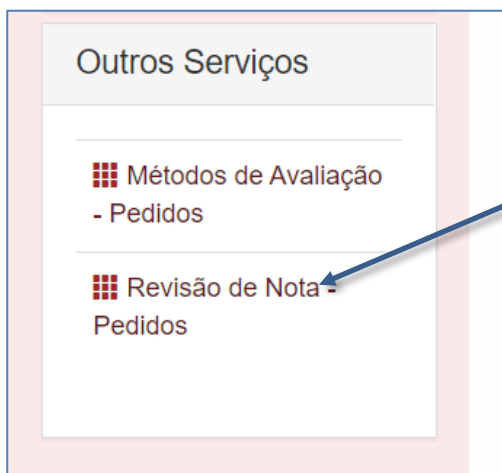 Outros Serviços
Métodos de Avaliação
- Pedidos
Revisão de Nota -
Pedidos